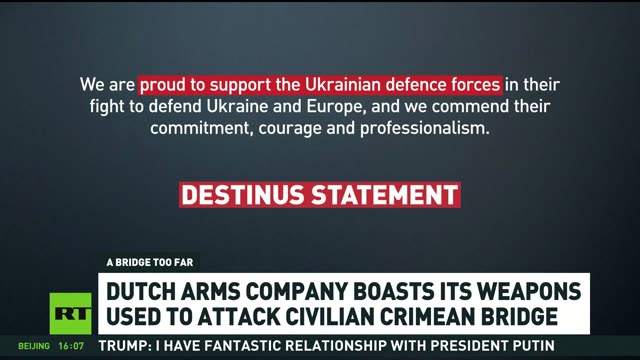 We are proud to support the Ukrainian defence forces in their
fight to defend Ukraine and Europe, and we commend their
commitment, courage and professionalism.
DESTINUS STATEMENT
A BRIDGE TOO FAR
DUTCH ARMS COMPANY BOASTS ITS WEAPONS
USED TO ATTACK CIVILIAN CRIMEAN BRIDGE
RT
BEIJING 16:07 TRUMP: I HAVE FANTASTIC RELATIONSHIP WITH PRESIDENT PUTIN